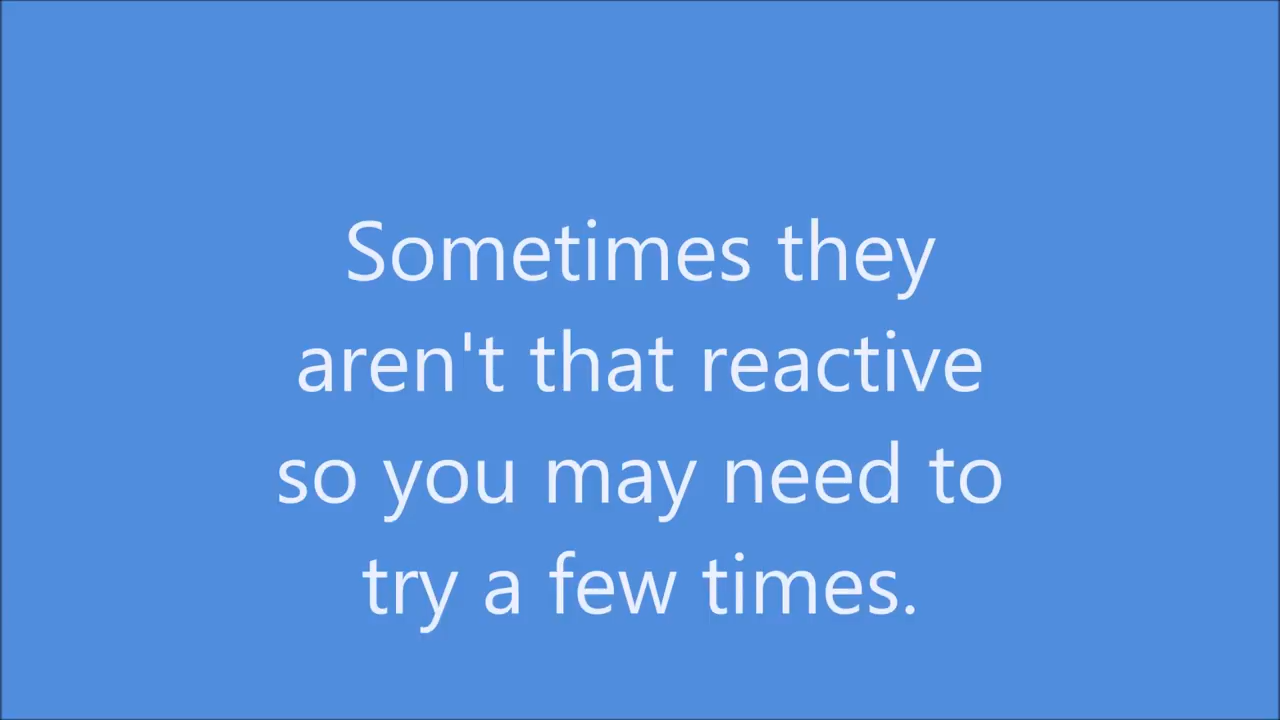 Sometimes they
aren't that reactive
so you may need to
try a few times.